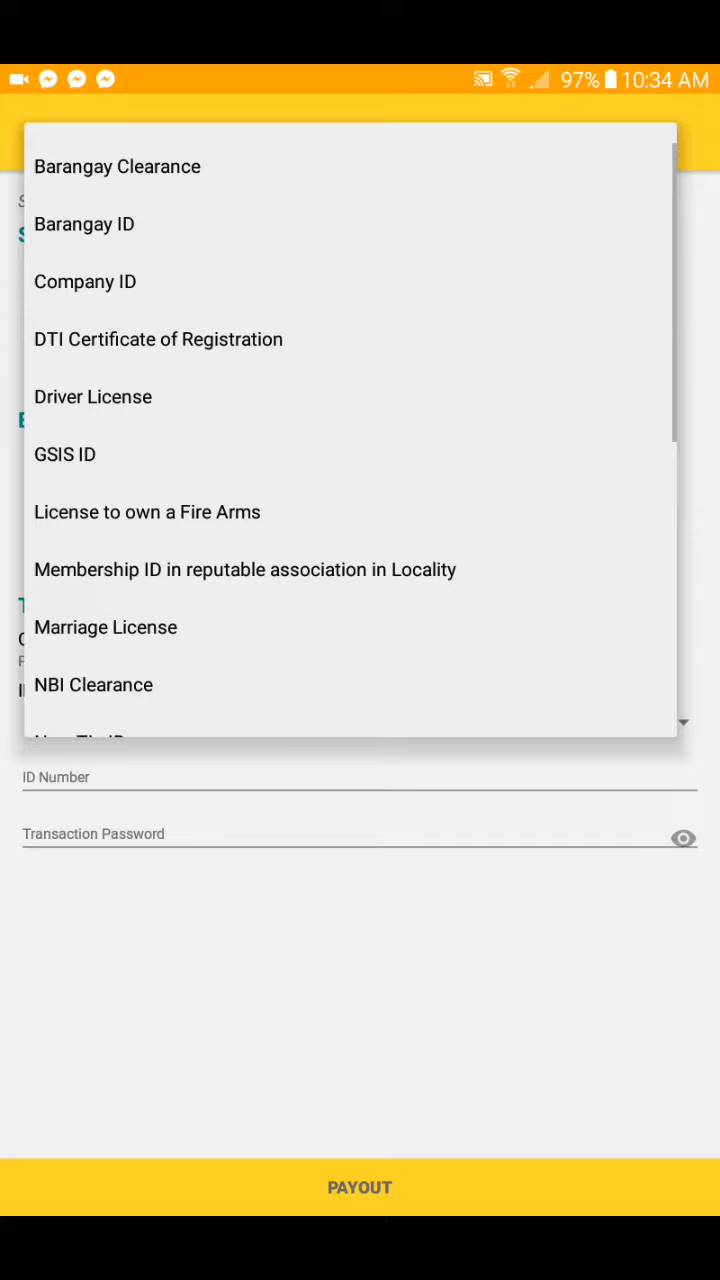 97% 10:34 AM
Barangay Clearance
Barangay ID
Company ID
DTI Certificate of Registration
Driver License
GSIS ID
License to own a Fire Arms
Membership ID in reputable association in Locality
Marriage License
NBI Clearance
ID Number
Transaction Password
PAYOUT